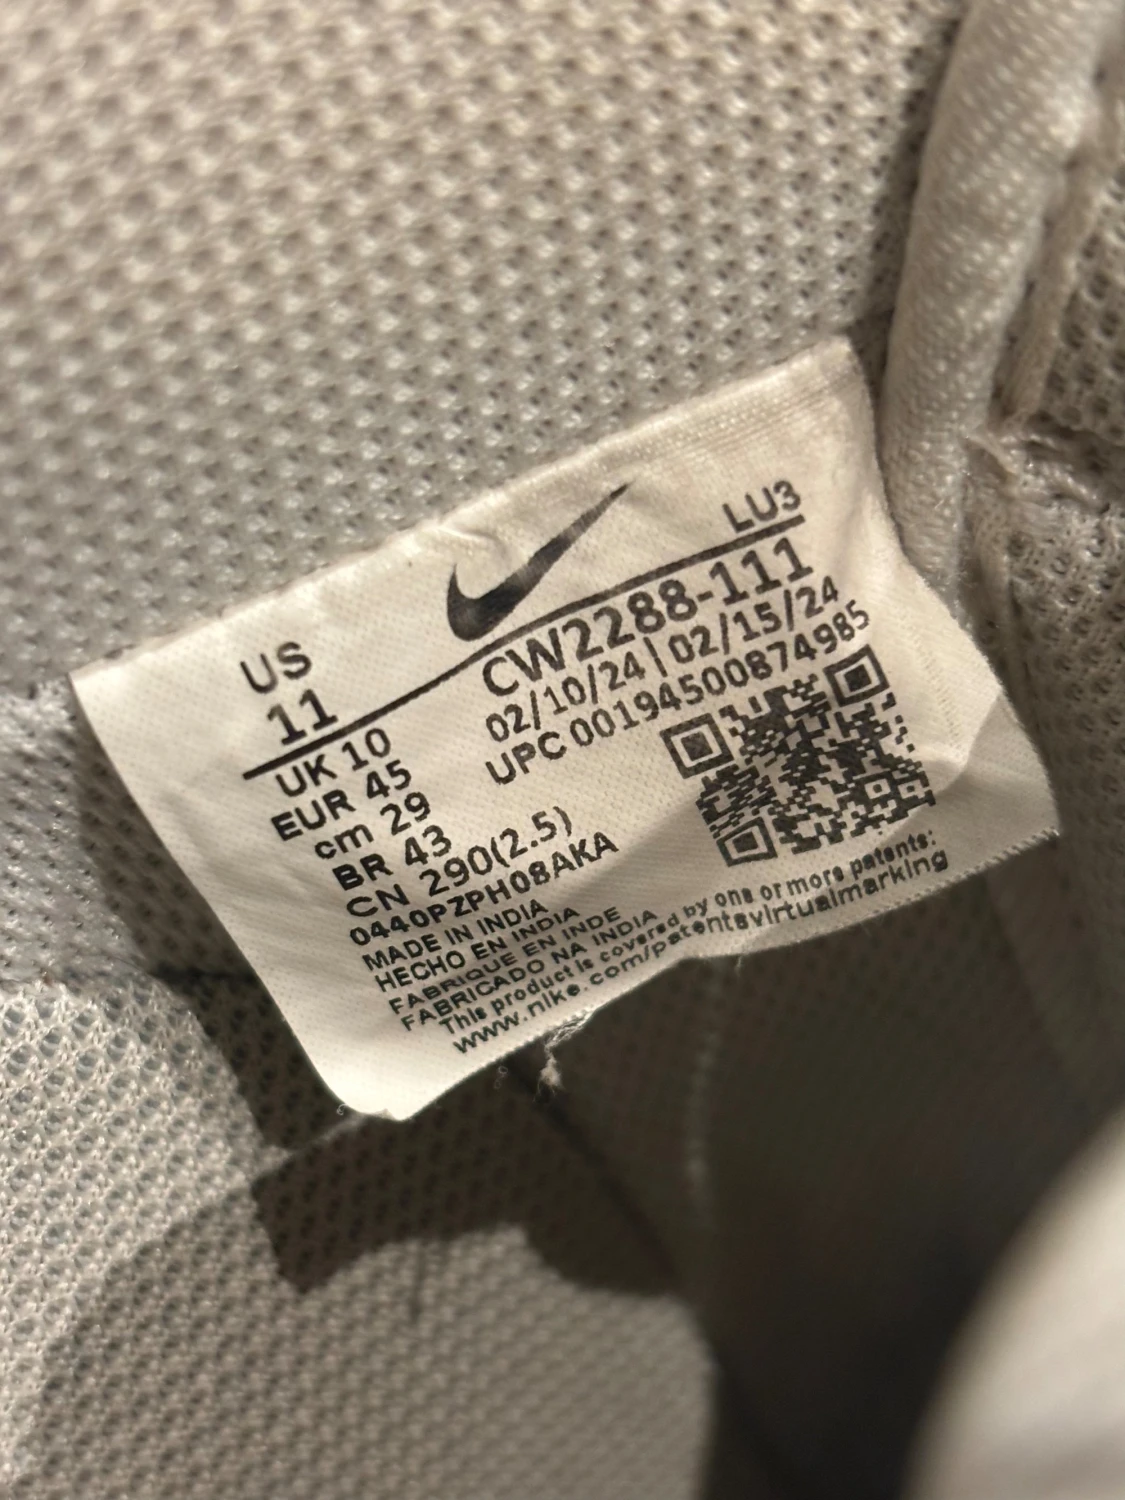 LU3
US
11
UK 10
EUR 45
cm 29
BR 43
CN 290(2.5)
CW2288-111
02/10/24 | 02/15/24
UPC 00194500874985
0440PZPH08AKA
MADE IN INDIA
HECHO EN INDIA
FABRIQUE EN INDE
FABRICADO NA INDIA
This product is covered by one or more patents:
www.nike.com/patentsvirtualmarking